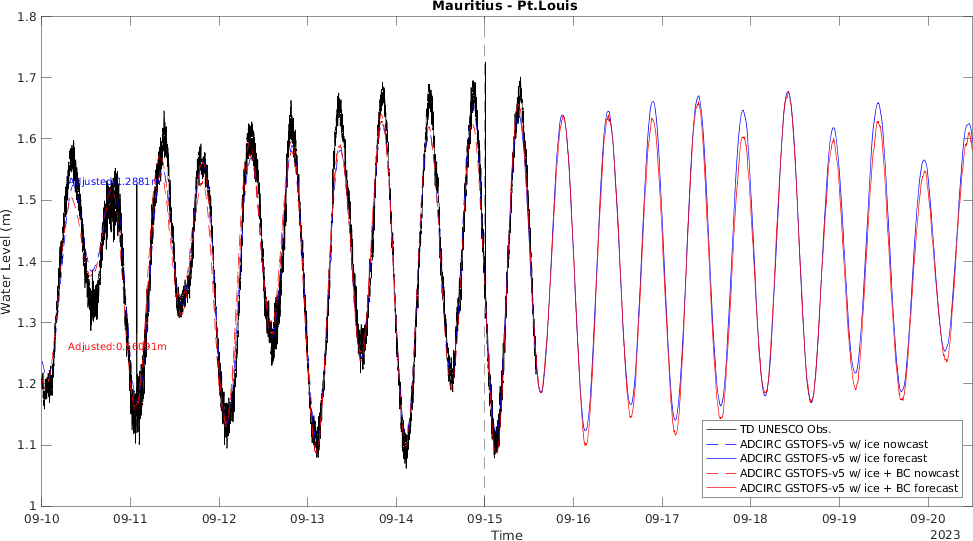 Mauritius - Pt.Louis
1.8
1.7
1.6
1.5
1.4
1.3
1.2
1.1
1
Water Level (m)
Adjusted:1.2881m
Adjusted:0.56091m
TD UNESCO Obs.
ADCIRC GSTOFS-v5 w/ ice nowcast
ADCIRC GSTOFS-v5 w/ ice forecast
ADCIRC GSTOFS-v5 w/ ice + BC nowcast
ADCIRC GSTOFS-v5 w/ ice + BC forecast
09-10 09-11 09-12 09-13 09-14 09-15 09-16 09-17 09-18 09-19 09-20
Time
2023